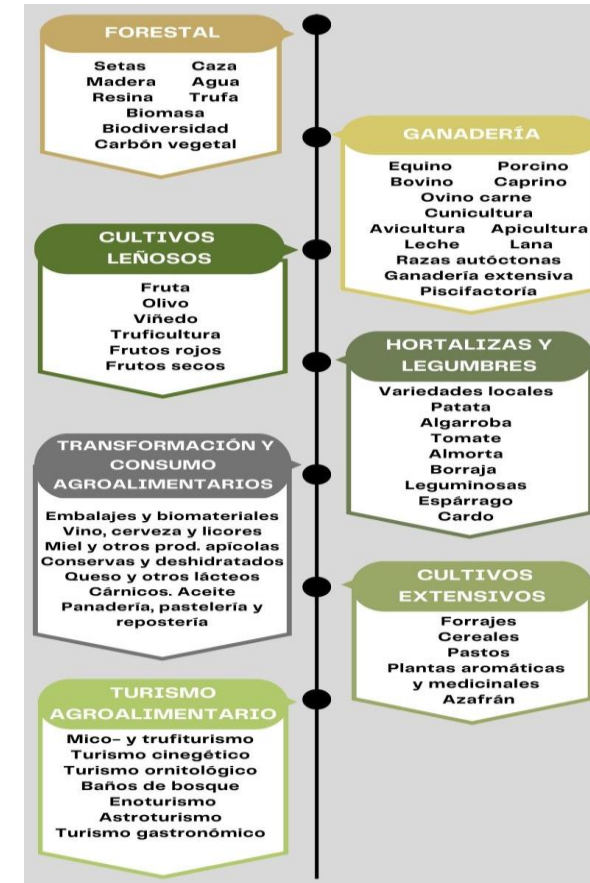 FORESTAL
Setas Caza
Madera Agua
Resina Trufa
Biomasa
Biodiversidad
Carbón vegetal
GANADERÍA
Equino Porcino
Bovino Caprino
Ovino carne
Cunicultura
Avicultura Apicultura
Leche Lana
Razas autóctonas
Ganadería extensiva
Piscifactoría
CULTIVOS
LEÑOSOS
Fruta
Olivo
Viñedo
Truficultura
Frutos rojos
Frutos secos
HORTALIZAS Y
LEGUMBRES
Variedades locales
Patata
Algarroba
Tomate
Almorta
Borraja
Leguminosas
Espárrago
Cardo
TRANSFORMACIÓN Y
CONSUMO
AGROALIMENTARIOS
Embalajes y biomateriales
Vino, cerveza y licores
Miel y otros prod. apícolas
Conservas y deshidratados
Queso y otros lácteos
Cárnicos. Aceite
Panadería, pastelería y
repostería
CULTIVOS
EXTENSIVOS
Forrajes
Cereales
Pastos
Plantas aromáticas
y medicinales
Azafrán
TURISMO
AGROALIMENTARIO
Mico- y trufiturismo
Turismo cinegético
Turismo ornitológico
Baños de bosque
Enoturismo
Astroturismo
Turismo gastronómico